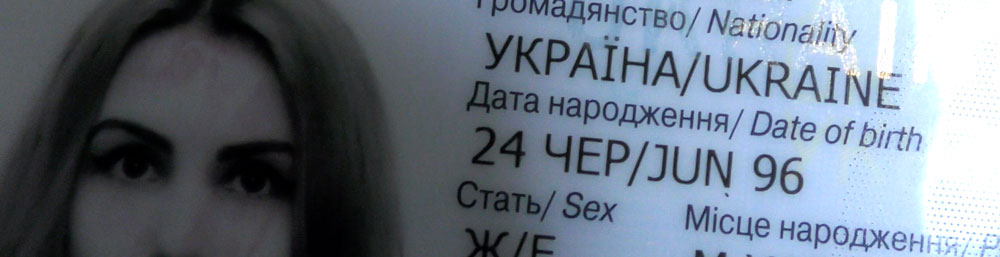 Громадянство/ Nationality
УКРАЇНА/UKRAINE
Дата народження/ Date of birth
24 ЧЕР/JUN 96
Стать/ Sex
Місце народження/
Ж/F